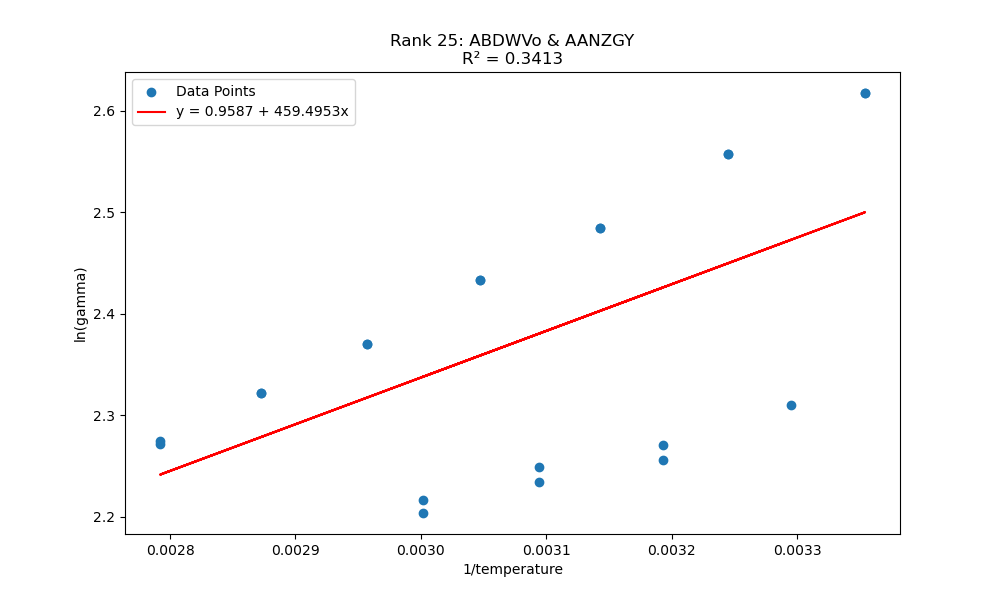 Rank 25: ABDWVo & AANZGY
R² = 0.3413
Data Points
y = 0.9587 + 459.4953x
2.6
2.5
2.4
2.3
2.2
ln(gamma)
0.0028
0.0029
0.0030
0.0031
0.0032
0.0033
1/temperature